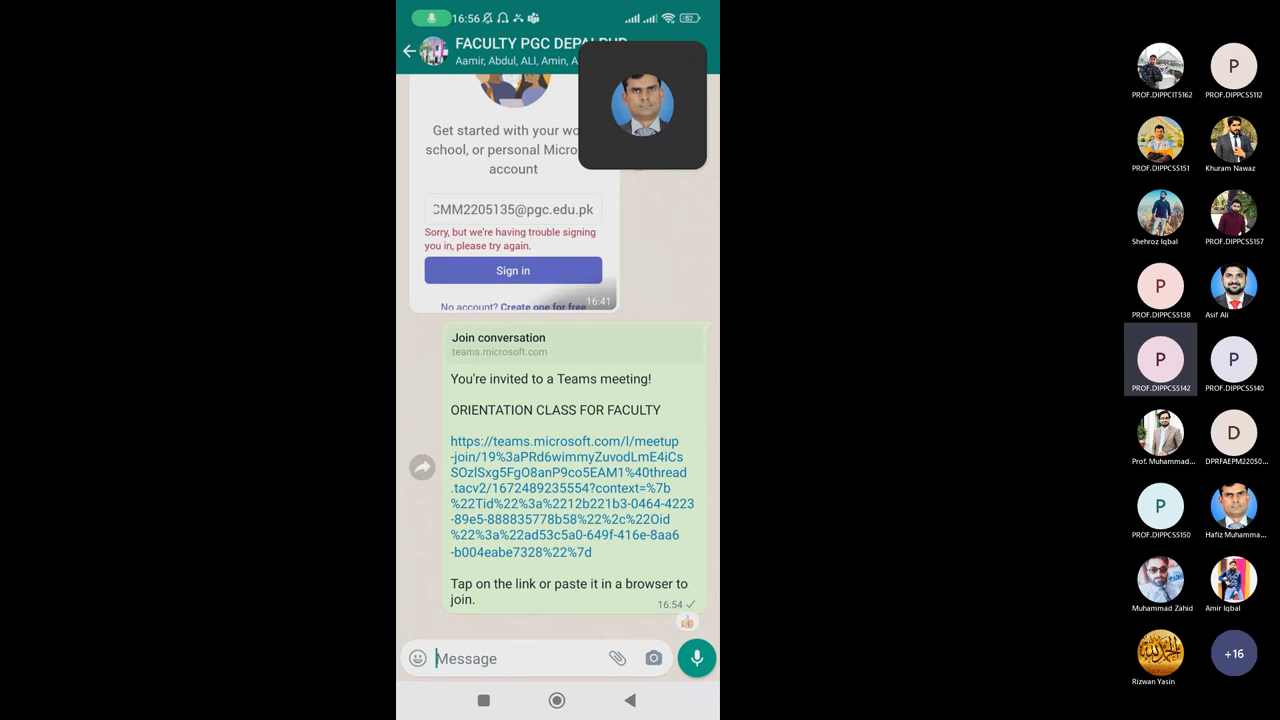 16:56
52
FACULTY PGC DEPALPUR
Aamir, Abdul, ALI, Amin, A
Get started with your wo
school, or personal Micro
account
CMM2205135@pgc.edu.pk
Sorry, but we're having trouble signing
you in, please try again.
Sign in
No account? Create one for free
16:41
Join conversation
teams.microsoft.com
You're invited to a Teams meeting!
ORIENTATION CLASS FOR FACULTY
https://teams.microsoft.com/l/meetup
-join/19%3aPRd6wimmyZuvodLmE4iCs
SOzISxg5FgO8anP9co5EAM1%40thread
.tacv2/1672489235554?context=%7b
%22Tid%22%3a%2212b221b3-0464-4223
-89e5-888835778b58%22%2c%22Oid
%22%3a%22ad53c5a0-649f-416e-8aa6
-b004eabe7328%22%7d
Tap on the link or paste it in a browser to
join.
16:54
Message
PROF.DIPPCIT5162
P
PROF.DIPPCS5112
PROF.DIPPCS5151
Khuram Nawaz
Shehroz Iqbal
PROF.DIPPCS5157
P
PROF.DIPPCS5138
Asif Ali
P
PROF.DIPPCS5142
P
PROF.DIPPCS5140
Prof. Muhammad...
D
DPRFAEPM22050...
P
PROF.DIPPCS5150
Hafiz Muhamma...
Muhammad Zahid
Amir Iqbal
Rizwan Yasin
+16